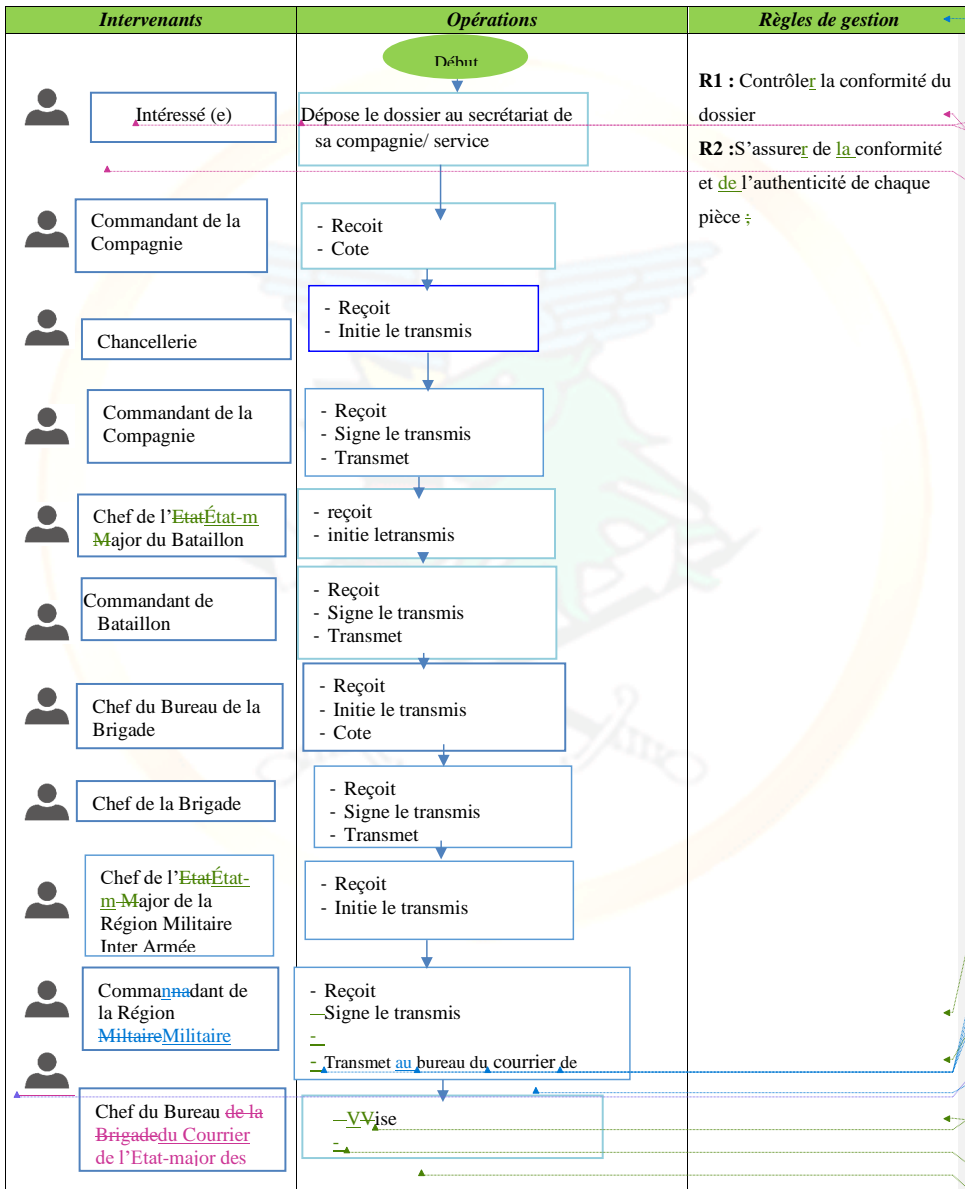 Intervenants
Opérations
Règles de gestion
Début
Intéressé (e)
Dépose le dossier au secrétariat de
sa compagnie/ service
R1 : Contrôler la conformité du
dossier
R2 :S’assurer de la conformité
et de l’authenticité de chaque
pièce ;
Commandant de la
Compagnie
- Recoit
- Cote
Chancellerie
- Reçoit
- Initie le transmis
Commandant de la
Compagnie
- Reçoit
- Signe le transmis
- Transmet
Chef de l’EtatÉtat-m
Major du Bataillon
- reçoit
- initie letransmis
Commandant de
Bataillon
- Reçoit
- Signe le transmis
- Transmet
Chef du Bureau de la
Brigade
- Reçoit
- Initie le transmis
- Cote
Chef de la Brigade
- Reçoit
- Signe le transmis
- Transmet
Chef de l’EtatÉtat-
m-Major de la
Région Militaire
Inter Armée
- Reçoit
- Initie le transmis
Commannadant de
la Région
MiltaireMilitaire
- Reçoit
-Signe le transmis
-
- Transmet au bureau du courrier de
Chef du Bureau de la
Brigadedu Courrier
de l’Etat-major des
-VVise
-